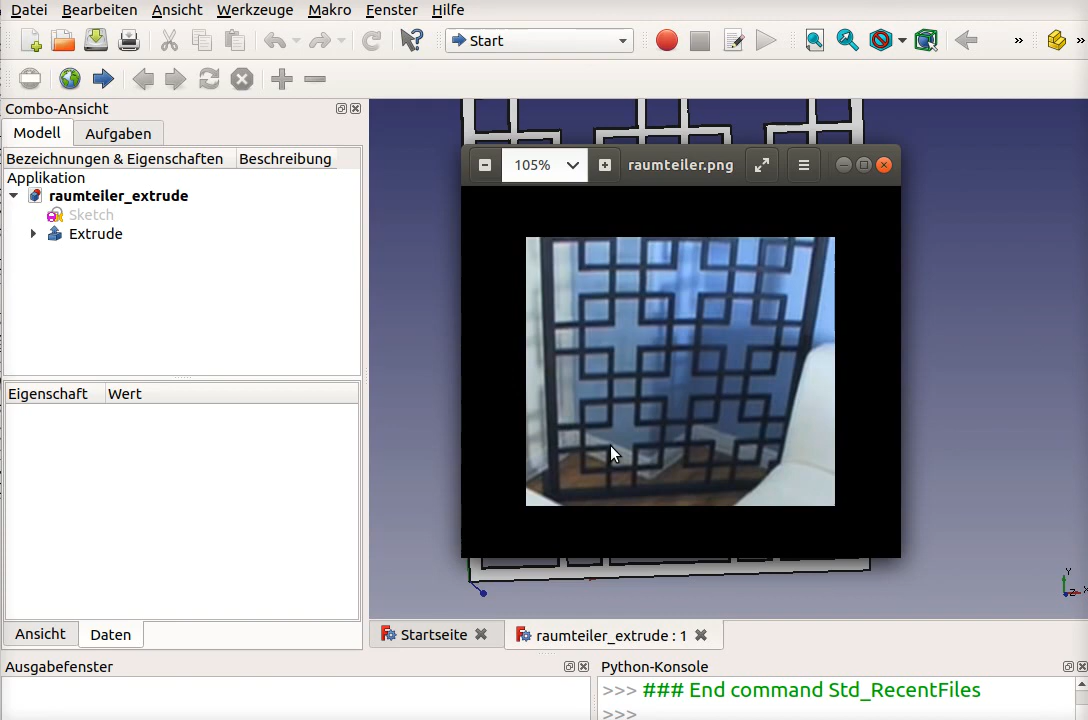 Datei Bearbeiten Ansicht Werkzeuge Makro Fenster Hilfe
Start
»
»
Combo-Ansicht
Modell Aufgaben
Bezeichnungen & Eigenschaften Beschreibung
Applikation
raumteiler_extrude
Sketch
Extrude
105% raumteiler.png
Eigenschaft Wert
Y
Z X
Ansicht Daten
Startseite raumteiler_extrude : 1
Ausgabefenster Python-Konsole
>>> ### End command Std_RecentFiles
>>>